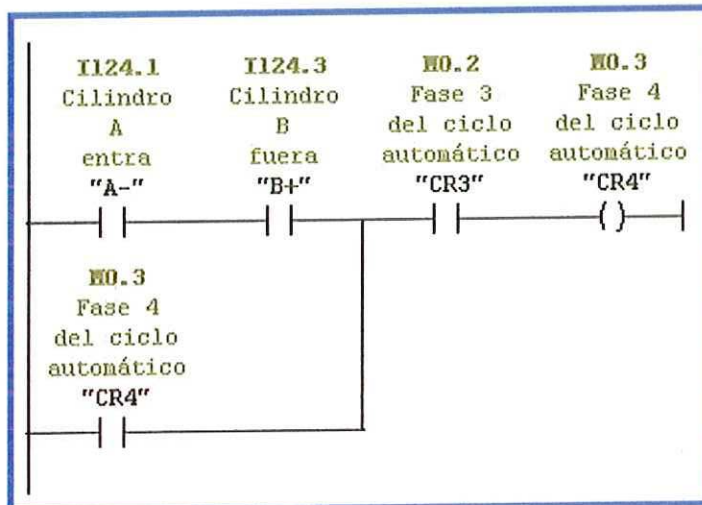 I124.1 I124.3 M0.2 M0.3
Cilindro Cilindro Fase 3 Fase 4
A B del ciclo del ciclo
entra fuera automático automático
"A-" "B+" "CR3" "CR4"
M0.3
Fase 4
del ciclo
automático
"CR4"